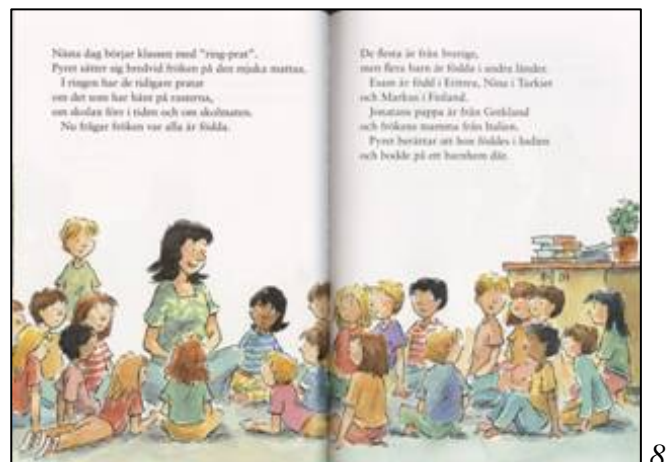 Nästa dag börjar klassen med "ring-prat".
Pyret sätter sig bredvid fröken på den mjuka mattan.
I ringen har de tidigare pratat
om det som har hänt på rasterna,
om skolan förr i tiden och om skolmaten.
Nu frågar fröken var alla är födda.
De flesta är från Sverige,
men flera barn är födda i andra länder.
Esam är född i Eritrea, Nina i Turkiet
och Markus i Finland.
Jonatans pappa är från Grekland
och frökens mamma från Italien.
Pyret berättar att hon föddes i Indien
och bodde på ett barnhem där.
8